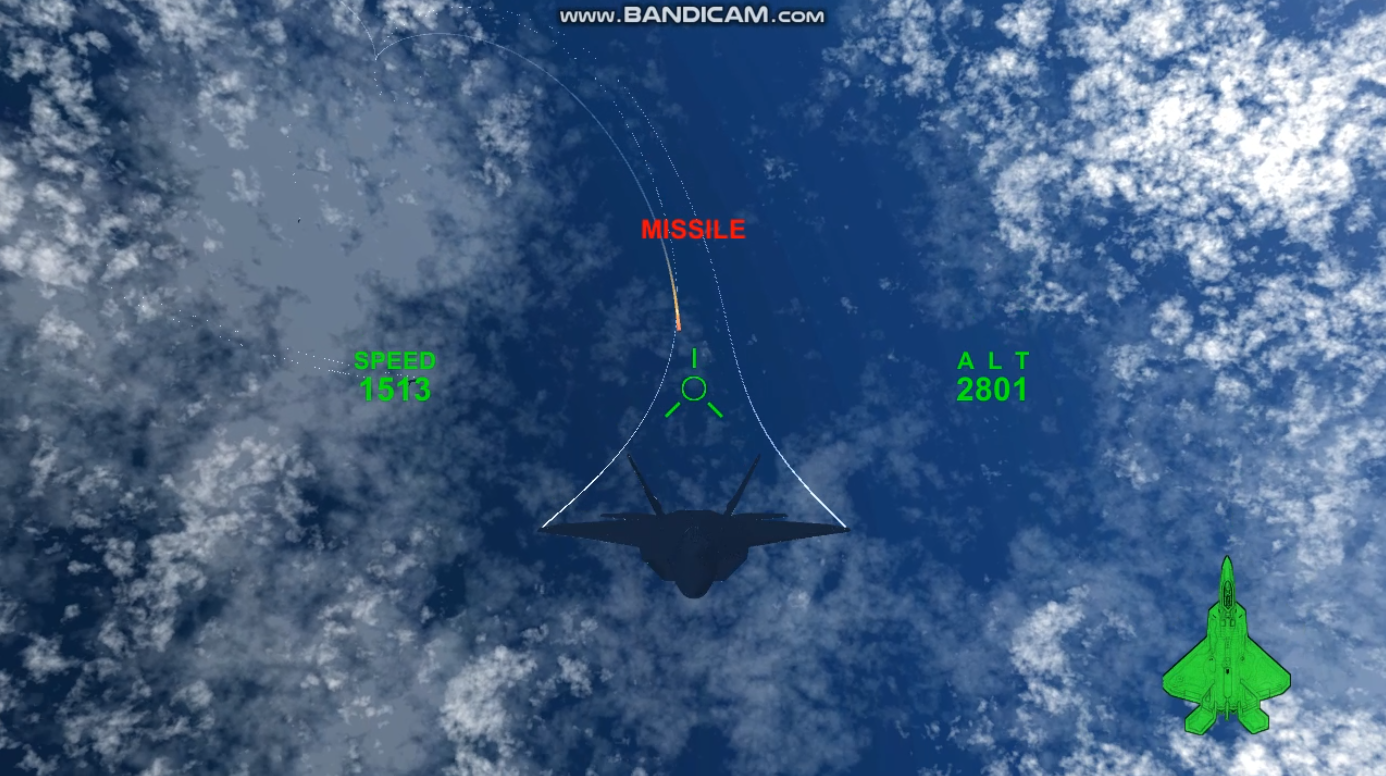 www.BANDICAM.com
MISSILE
SPEED
1513
A L T
2801